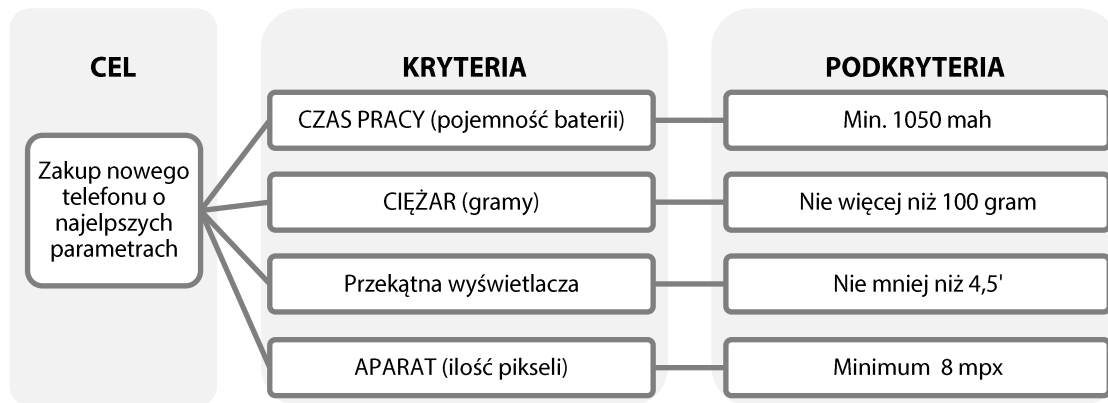 CEL
Zakup nowego
telefonu o
najelpszych
parametrach
KRYTERIA
CZAS PRACY (pojemność baterii)
CIĘŻAR (gramy)
Przekątna wyświetlacza
APARAT (ilość pikseli)
PODKRYTERIA
Min. 1050 mah
Nie więcej niż 100 gram
Nie mniej niż 4,5'
Minimum 8 mpx